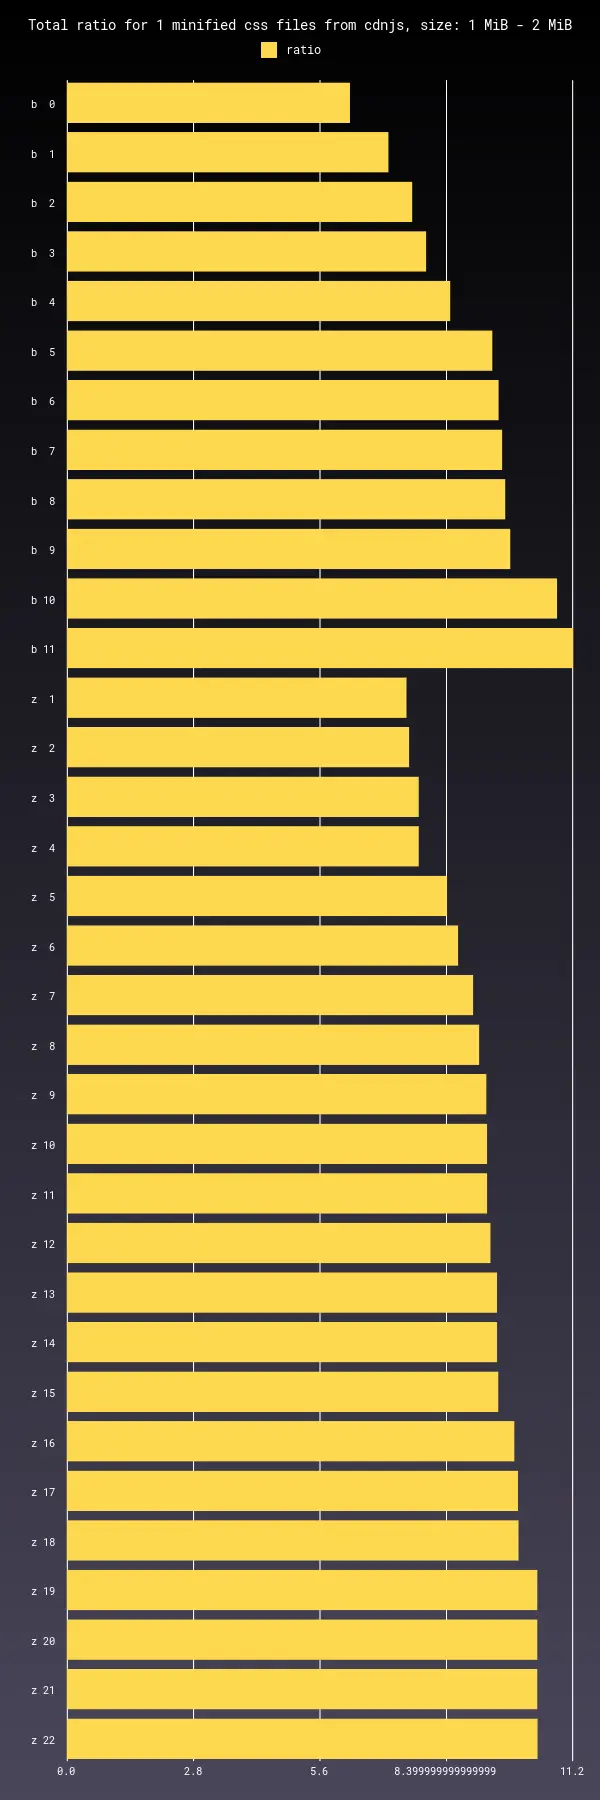 Total ratio for 1 minified css files from cdnjs, size: 1 MiB - 2 MiB
ratio
b 0
b 1
b 2
b 3
b 4
b 5
b 6
b 7
b 8
b 9
b 10
b 11
z 1
z 2
z 3
z 4
z 5
z 6
z 7
z 8
z 9
z 10
z 11
z 12
z 13
z 14
z 15
z 16
z 17
z 18
z 19
z 20
z 21
z 22
0.0 2.8 5.6 8.399999999999999 11.2